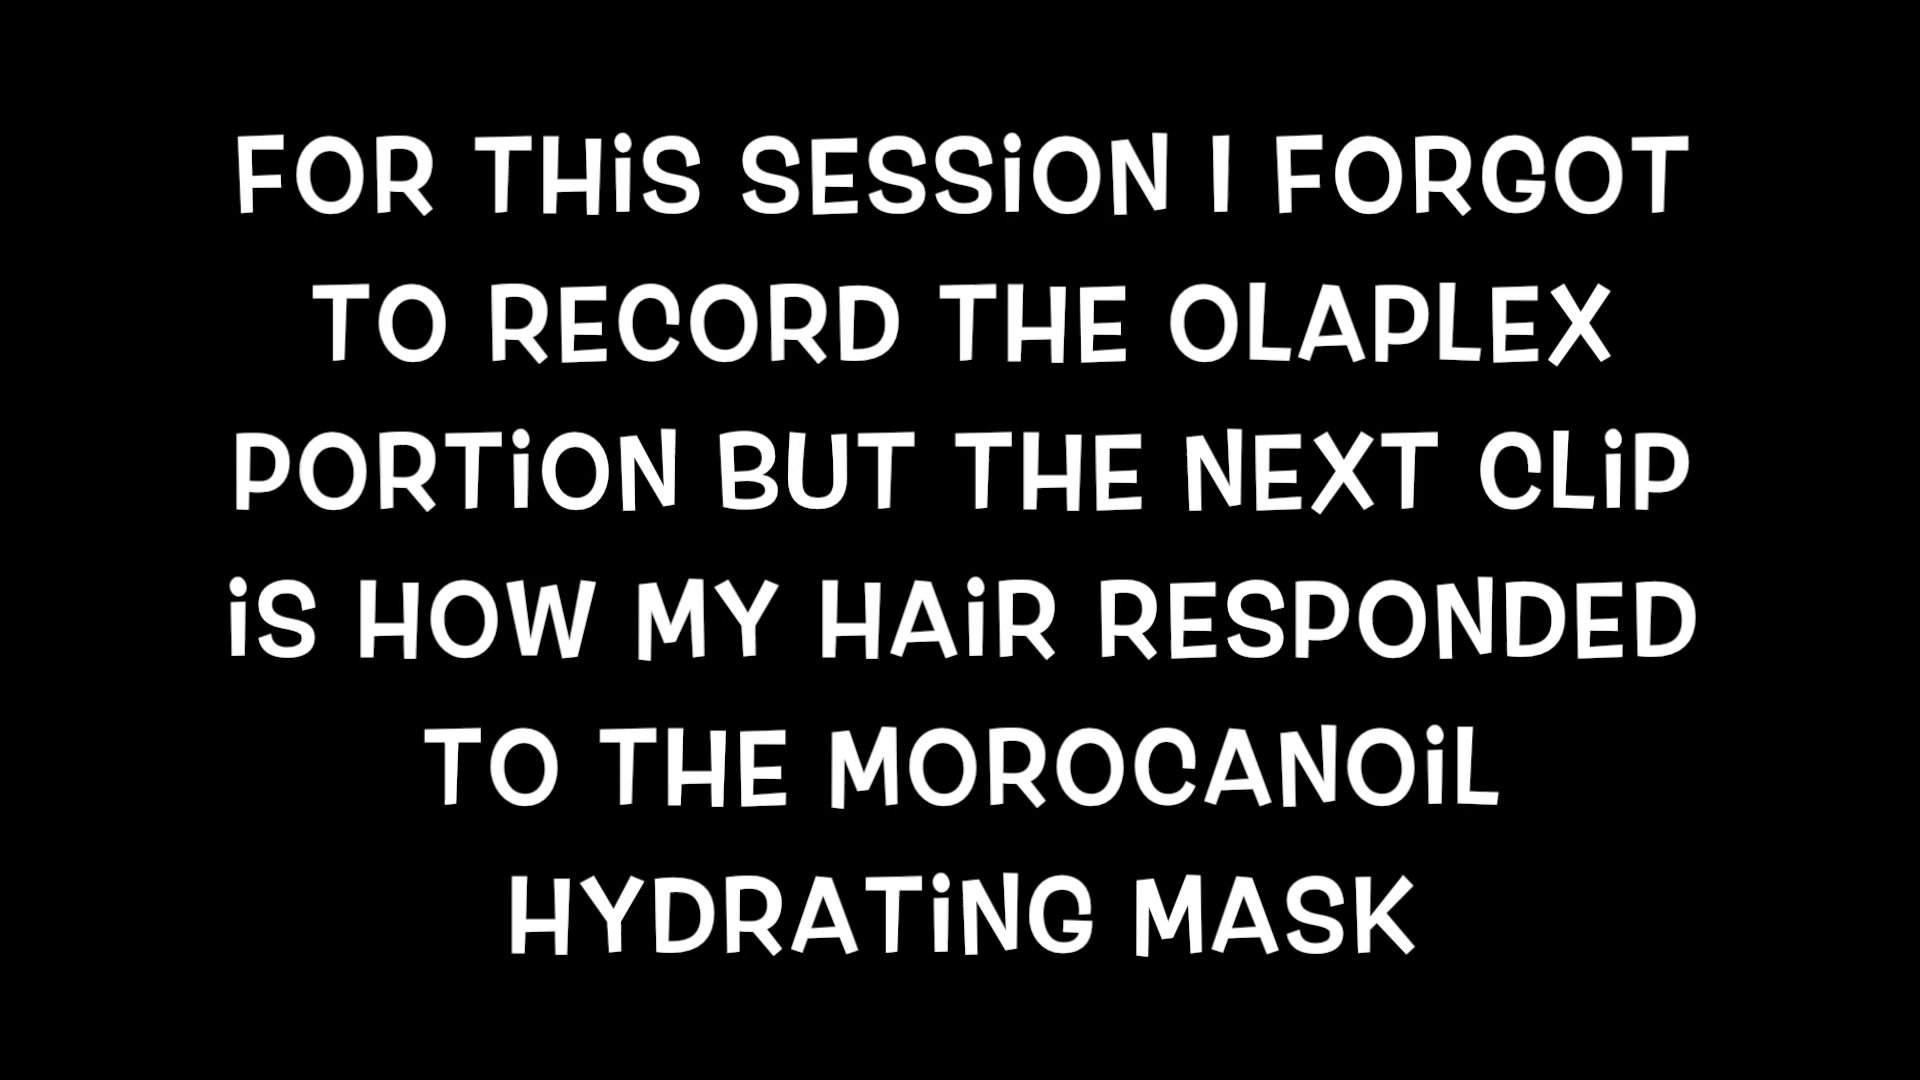 FOR THiS SESSiON I FORGOT
TO RECORD THE OLAPLEX
PORTiON BUT THE NEXT CLiP
iS HOW MY HAiR RESPONDED
TO THE MOROCANOiL
HYDRATiNG MASK